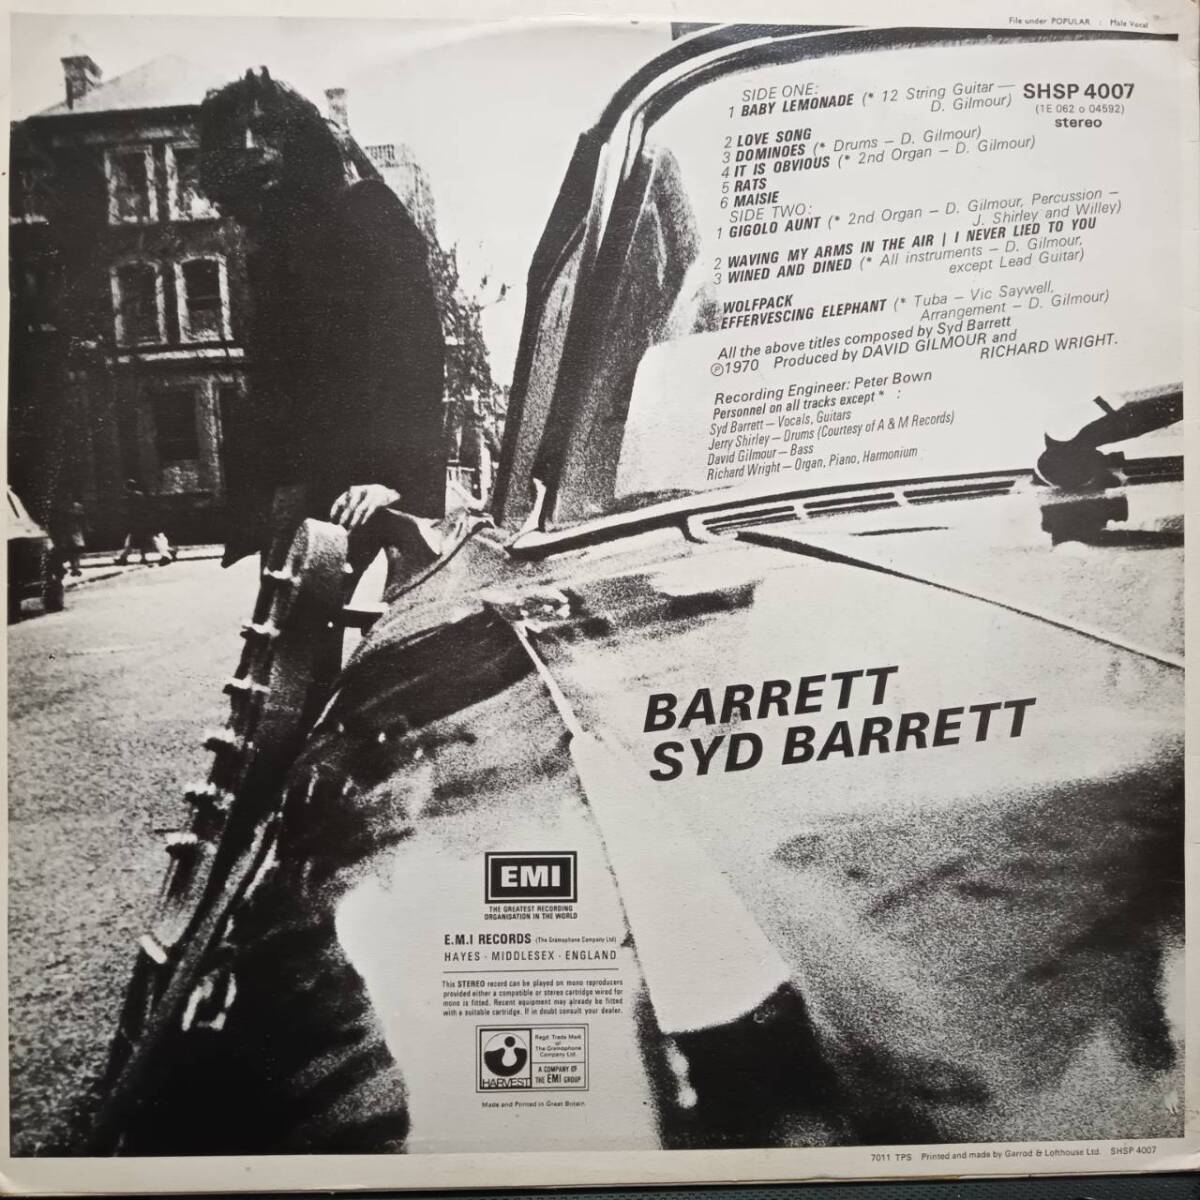 File under POPULAR : Male Vocal
SIDE ONE:
1 BABY LEMONADE (* 12 String Guitar —
D. Gilmour)
SHSP 4007
(1E 062 o 04592)
stereo
2 LOVE SONG
3 DOMINOES (* Drums — D. Gilmour)
4 IT IS OBVIOUS (* 2nd Organ — D. Gilmour)
5 RATS
6 MAISIE
SIDE TWO:
1 GIGOLO AUNT (* 2nd Organ — D. Gilmour, Percussion —
J. Shirley and Willey)
2 WAVING MY ARMS IN THE AIR | I NEVER LIED TO YOU
3 WINED AND DINED (* All instruments — D. Gilmour,
except Lead Guitar)
WOLFPACK
EFFERVESCING ELEPHANT (* Tuba — Vic Saywell,
Arrangement — D. Gilmour)
All the above titles composed by Syd Barrett
℗1970 Produced by DAVID GILMOUR and
RICHARD WRIGHT.
Recording Engineer: Peter Bown
Personnel on all tracks except * :
Syd Barrett — Vocals, Guitars
Jerry Shirley — Drums (Courtesy of A & M Records)
David Gilmour — Bass
Richard Wright — Organ, Piano, Harmonium
BARRETT
SYD BARRETT
EMI
THE GREATEST RECORDING
ORGANISATION IN THE WORLD
E.M.I RECORDS (The Gramophone Company Ltd)
HAYES · MIDDLESEX · ENGLAND
This STEREO record can be played on mono reproducers
provided either a compatible or stereo cartridge wired for
mono is fitted. Recent equipment may already be fitted
with a suitable cartridge. If in doubt consult your dealer.
HARVEST
Regd. Trade Mark
of
The Gramophone
Company Ltd.
A COMPANY OF
THE EMI GROUP
Made and Printed in Great Britain
7011 TPS Printed and made by Garrod & Lofthouse Ltd. SHSP 4007